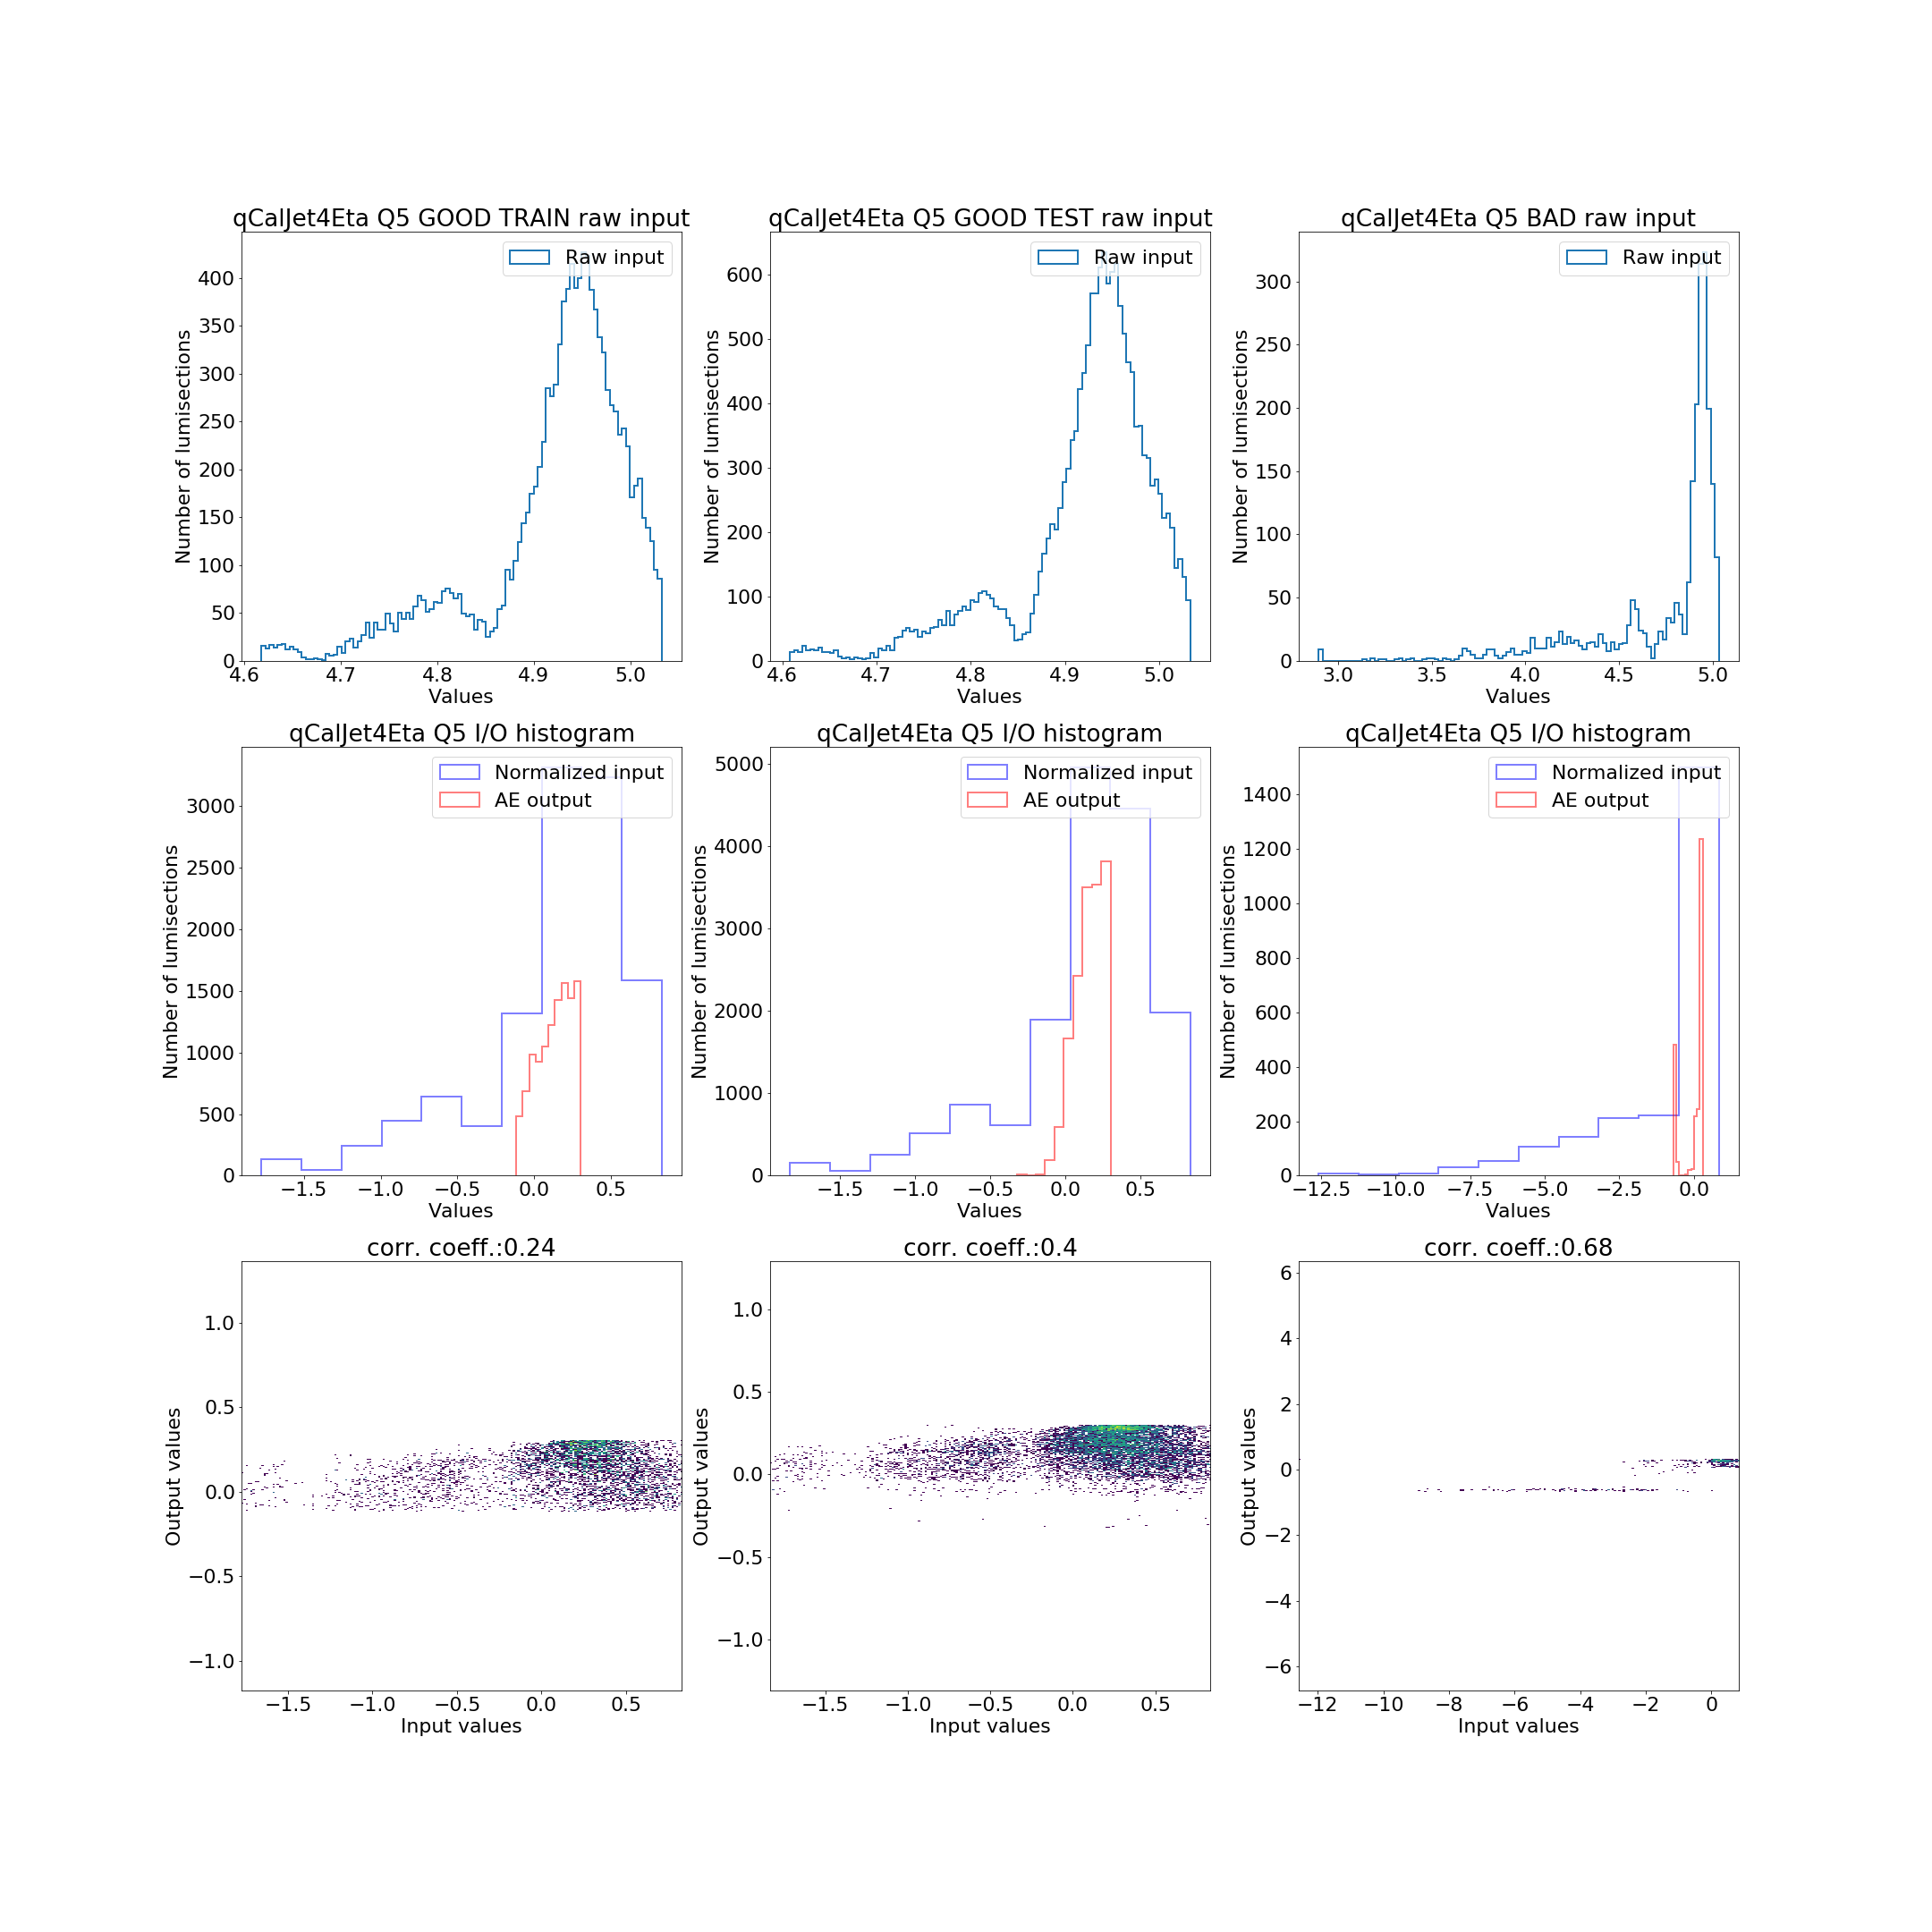 qCalJet4Eta Q5 GOOD TRAIN raw input
Raw input
Number of lumisections
0
50
100
150
200
250
300
350
400
4.6 4.7 4.8 4.9 5.0
Values
qCalJet4Eta Q5 GOOD TEST raw input
Raw input
Number of lumisections
0
100
200
300
400
500
600
4.6 4.7 4.8 4.9 5.0
Values
qCalJet4Eta Q5 BAD raw input
Raw input
Number of lumisections
0
50
100
150
200
250
300
3.0 3.5 4.0 4.5 5.0
Values
qCalJet4Eta Q5 I/O histogram
Normalized input
AE output
Number of lumisections
0
500
1000
1500
2000
2500
3000
−1.5 −1.0 −0.5 0.0 0.5
Values
qCalJet4Eta Q5 I/O histogram
Normalized input
AE output
Number of lumisections
0
1000
2000
3000
4000
5000
−1.5 −1.0 −0.5 0.0 0.5
Values
qCalJet4Eta Q5 I/O histogram
Normalized input
AE output
Number of lumisections
0
200
400
600
800
1000
1200
1400
−12.5 −10.0 −7.5 −5.0 −2.5 0.0
Values
corr. coeff.:0.24
Output values
1.0
0.5
0.0
−0.5
−1.0
−1.5 −1.0 −0.5 0.0 0.5
Input values
corr. coeff.:0.4
Output values
1.0
0.5
0.0
−0.5
−1.0
−1.5 −1.0 −0.5 0.0 0.5
Input values
corr. coeff.:0.68
Output values
6
4
2
0
−2
−4
−6
−12 −10 −8 −6 −4 −2 0
Input values